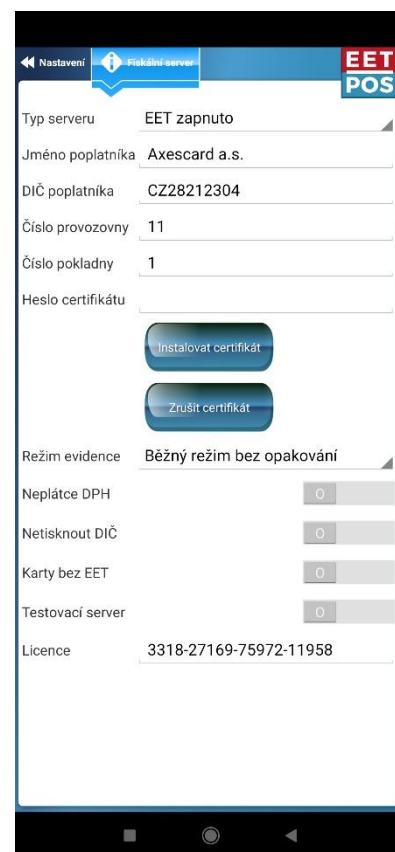 Nastavení
Fiskální server
EET
POS
Typ serveru EET zapnuto
Jméno poplatníka Axescard a.s.
DIČ poplatníka CZ28212304
Číslo provozovny 11
Číslo pokladny 1
Heslo certifikátu
Instalovat certifikát
Zrušit certifikát
Režim evidence Běžný režim bez opakování
Neplátce DPH O
Netisknout DIČ O
Karty bez EET O
Testovací server O
Licence 3318-27169-75972-11958